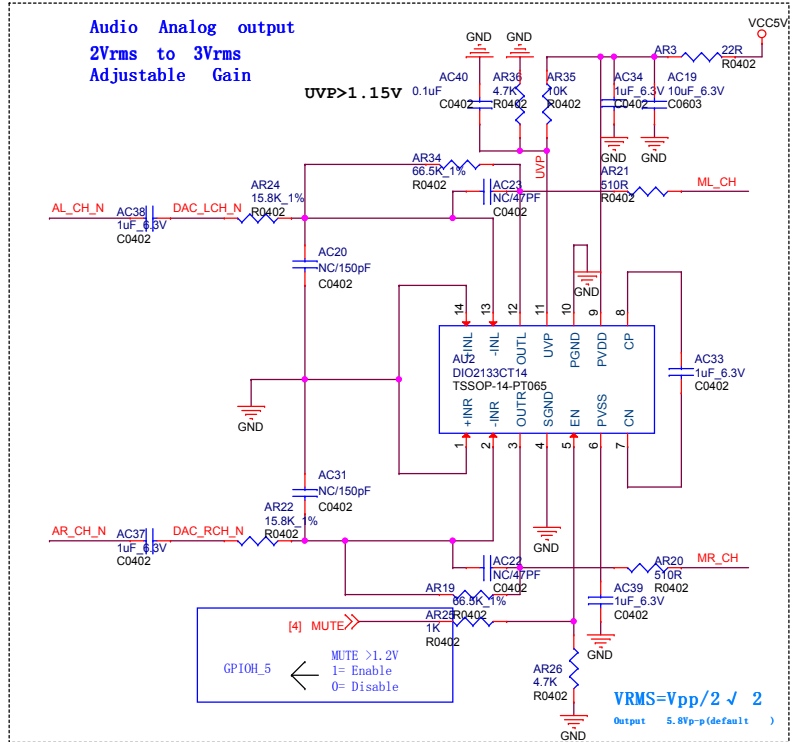 Audio Analog output
2Vrms to 3Vrms
Adjustable Gain
UVP>1.15V
VCC5V
GND
GND
AC40
0.1uF
C0402
AR36
4.7K
R0402
AR35
10K
R0402
AR3
22R
R0402
AC34
1uF_6.3V
C0402
AC19
10uF_6.3V
C0603
GND
GND
UVP
AR34
66.5K_1%
R0402
AR24
15.8K_1%
R0402
AC23
NC/47PF
C0402
AR21
510R
R0402
ML_CH
AL_CH_N
AC38
1uF_6.3V
C0402
DAC_LCH_N
AC20
NC/150pF
C0402
GND
14
13
12
11
10
9
8
+INL
-INL
OUTL
UVP
PGND
PVDD
CP
AU2
DIO2133CT14
TSSOP-14-PT065
AC33
1uF_6.3V
C0402
+INR
-INR
OUTR
SGND
EN
PVSS
CN
1
2
3
4
5
6
7
GND
AC31
NC/150pF
C0402
AR22
15.8K_1%
R0402
AR_CH_N
AC37
1uF_6.3V
C0402
DAC_RCH_N
GND
AC22
NC/47PF
C0402
AR20
510R
R0402
MR_CH
AR19
66.5K_1%
R0402
AC39
1uF_6.3V
C0402
GND
[4] MUTE
AR25
1K
R0402
GPIOH_5
MUTE >1.2V
1= Enable
0= Disable
AR26
4.7K
R0402
GND
VRMS=Vpp/2√ 2
Output 5.8Vp-p(default )